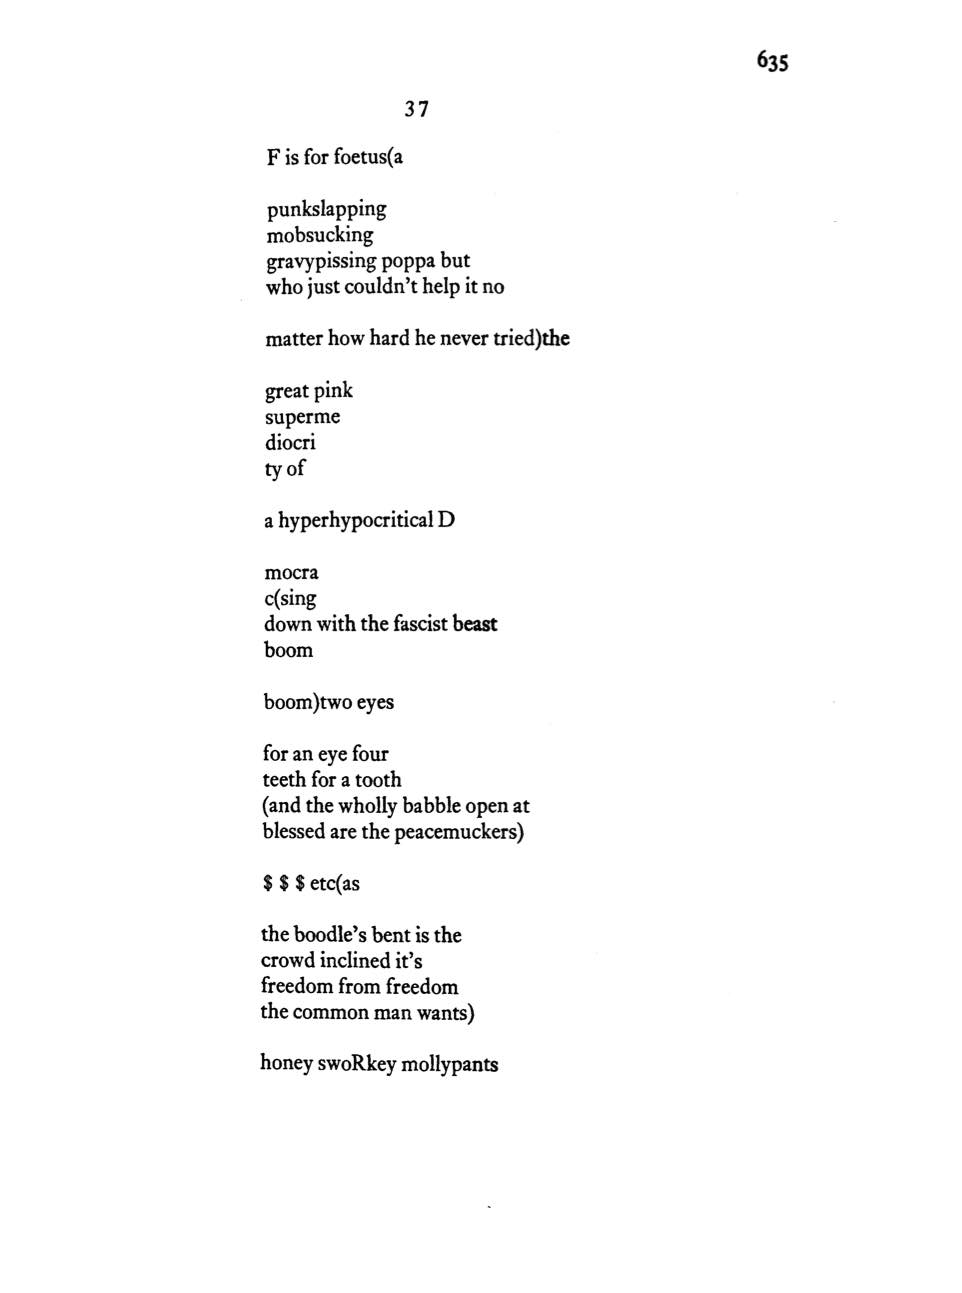 635
37
F is for foetus(a
punkslapping
mobsucking
gravypissing poppa but
who just couldn't help it no
matter how hard he never tried)the
great pink
superme
diocri
ty of
a hyperhypocritical D
mocra
c(sing
down with the fascist beast
boom
boom)two eyes
for an eye four
teeth for a tooth
(and the wholly babble open at
blessed are the peacemuckers)
$ $ $ etc(as
the boodle's bent is the
crowd inclined it's
freedom from freedom
the common man wants)
honey swoRkey mollypants